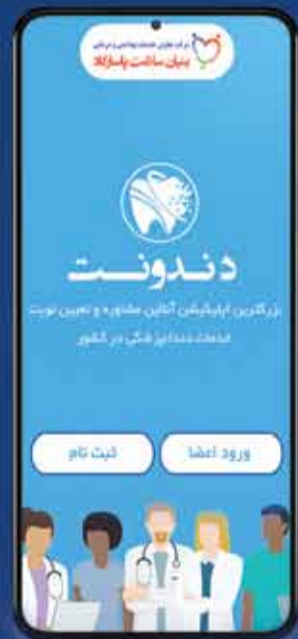 شرکت تعاونی خدمات بهداشتی و درمانی
بنیان سلامت پاسارگاد
دندونــت
بزرگترین اپلیکیشن آنلاین مشاوره و تعیین نوبت
خدمات دندانپزشکی در کشور
ورود اعضا
ثبت نام